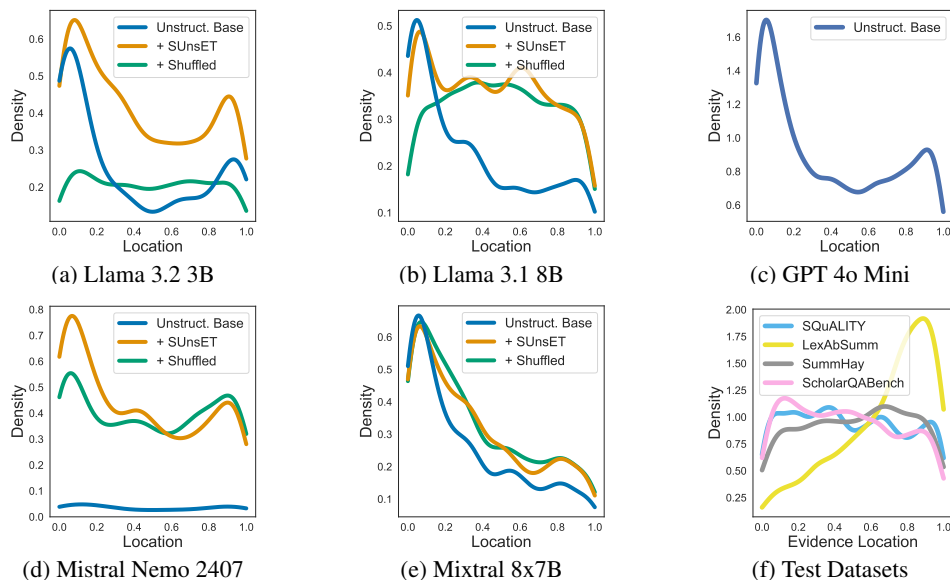 Unstruct. Base
+ SUnsET
+ Shuffled
Density
0.6
0.5
0.4
0.3
0.2
0.0 0.2 0.4 0.6 0.8 1.0
Location
(a) Llama 3.2 3B
Unstruct. Base
+ SUnsET
+ Shuffled
Density
0.5
0.4
0.3
0.2
0.1
0.0 0.2 0.4 0.6 0.8 1.0
Location
(b) Llama 3.1 8B
Unstruct. Base
Density
1.6
1.4
1.2
1.0
0.8
0.6
0.0 0.2 0.4 0.6 0.8 1.0
Location
(c) GPT 4o Mini
Unstruct. Base
+ SUnsET
+ Shuffled
Density
0.8
0.7
0.6
0.5
0.4
0.3
0.2
0.1
0.0
0.0 0.2 0.4 0.6 0.8 1.0
Location
(d) Mistral Nemo 2407
Unstruct. Base
+ SUnsET
+ Shuffled
Density
0.6
0.5
0.4
0.3
0.2
0.1
0.0 0.2 0.4 0.6 0.8 1.0
Location
(e) Mixtral 8x7B
SQuALITY
LexAbSumm
SummHay
ScholarQABench
Density
2.00
1.75
1.50
1.25
1.00
0.75
0.50
0.25
0.0 0.2 0.4 0.6 0.8 1.0
Evidence Location
(f) Test Datasets